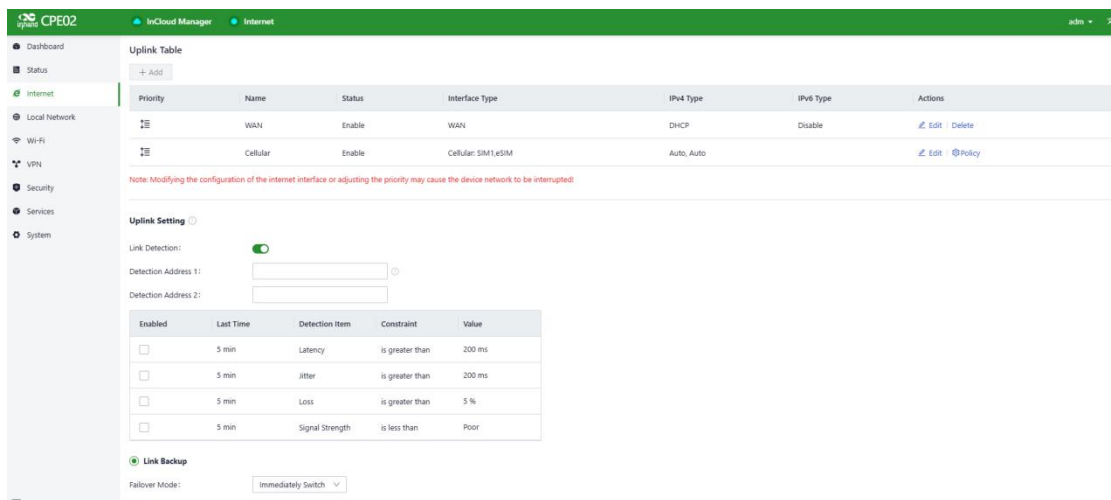 inhand CPE02
InCloud Manager
Internet
adm
Dashboard
Status
Internet
Local Network
Wi-Fi
VPN
Security
Services
System
Uplink Table
+ Add
Priority Name Status Interface Type IPv4 Type IPv6 Type Actions
WAN Enable WAN DHCP Disable Edit Delete
Cellular Enable Cellular: SIM1,eSIM Auto, Auto Edit Policy
Note: Modifying the configuration of the internet interface or adjusting the priority may cause the device network to be interrupted!
Uplink Setting
Link Detection:
Detection Address 1:
Detection Address 2:
Enabled Last Time Detection Item Constraint Value
5 min Latency is greater than 200 ms
5 min Jitter is greater than 200 ms
5 min Loss is greater than 5 %
5 min Signal Strength is less than Poor
Link Backup
Failover Mode: Immediately Switch